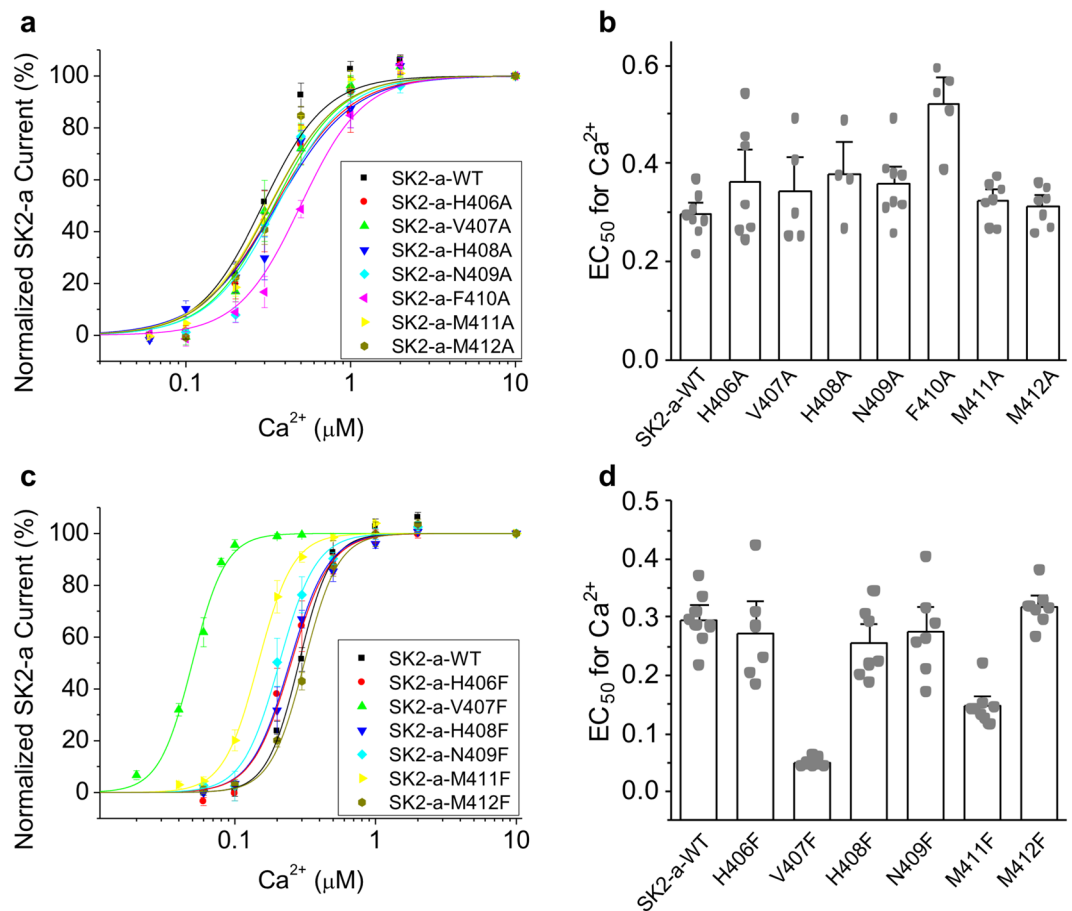 a
Normalized SK2-a Current (%)
100
80
60
40
20
0
SK2-a-WT
SK2-a-H406A
SK2-a-V407A
SK2-a-H408A
SK2-a-N409A
SK2-a-F410A
SK2-a-M411A
SK2-a-M412A
0.1
1
10
Ca²⁺ (μM)
b
EC₅₀ for Ca²⁺
0.6
0.4
0.2
0.0
SK2-a-WT
H406A
V407A
H408A
N409A
F410A
M411A
M412A
c
Normalized SK2-a Current (%)
100
80
60
40
20
0
SK2-a-WT
SK2-a-H406F
SK2-a-V407F
SK2-a-H408F
SK2-a-N409F
SK2-a-M411F
SK2-a-M412F
0.1
1
10
Ca²⁺ (μM)
d
EC₅₀ for Ca²⁺
0.5
0.4
0.3
0.2
0.1
0.0
SK2-a-WT
H406F
V407F
H408F
N409F
M411F
M412F